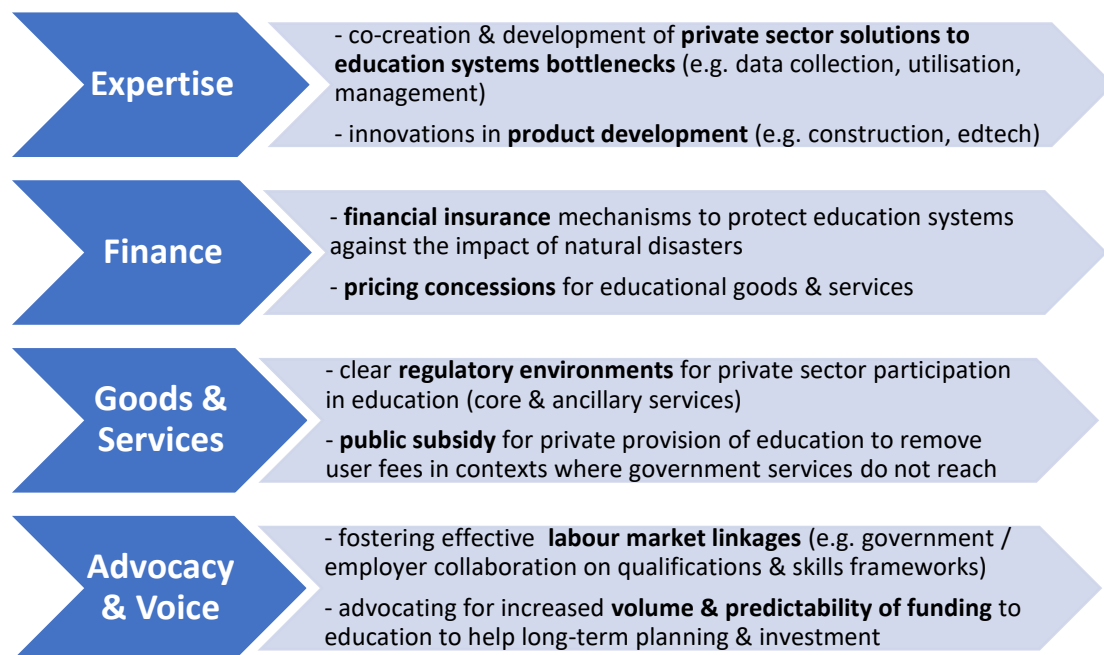 Expertise
- co-creation & development of private sector solutions to
education systems bottlenecks (e.g. data collection, utilisation,
management)
- innovations in product development (e.g. construction, edtech)
Finance
- financial insurance mechanisms to protect education systems
against the impact of natural disasters
- pricing concessions for educational goods & services
Goods &
Services
- clear regulatory environments for private sector participation
in education (core & ancillary services)
- public subsidy for private provision of education to remove
user fees in contexts where government services do not reach
Advocacy
& Voice
- fostering effective  labour market linkages (e.g. government /
employer collaboration on qualifications & skills frameworks)
- advocating for increased volume & predictability of funding to
education to help long-term planning & investment